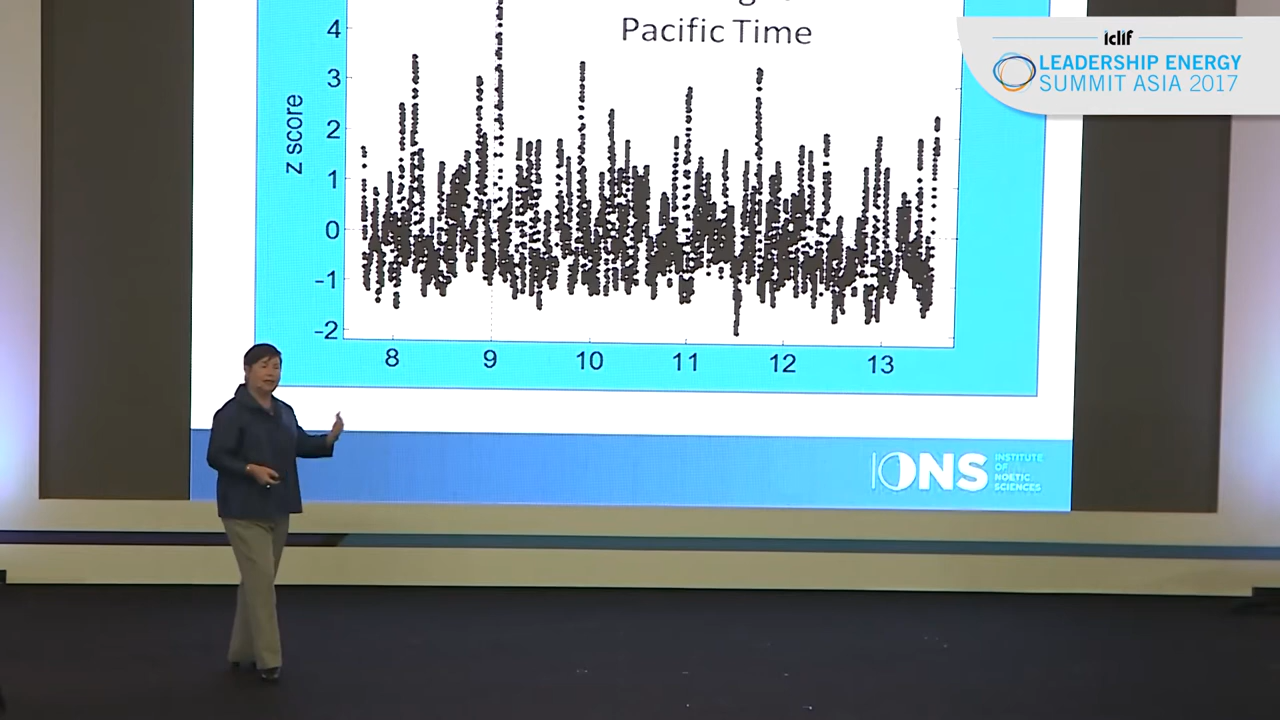 Pacific Time
iclif
LEADERSHIP ENERGY
SUMMIT ASIA 2017
z score
4
3
2
1
0
-1
-2
8 9 10 11 12 13
IONS
INSTITUTE
OF
NOETIC
SCIENCES